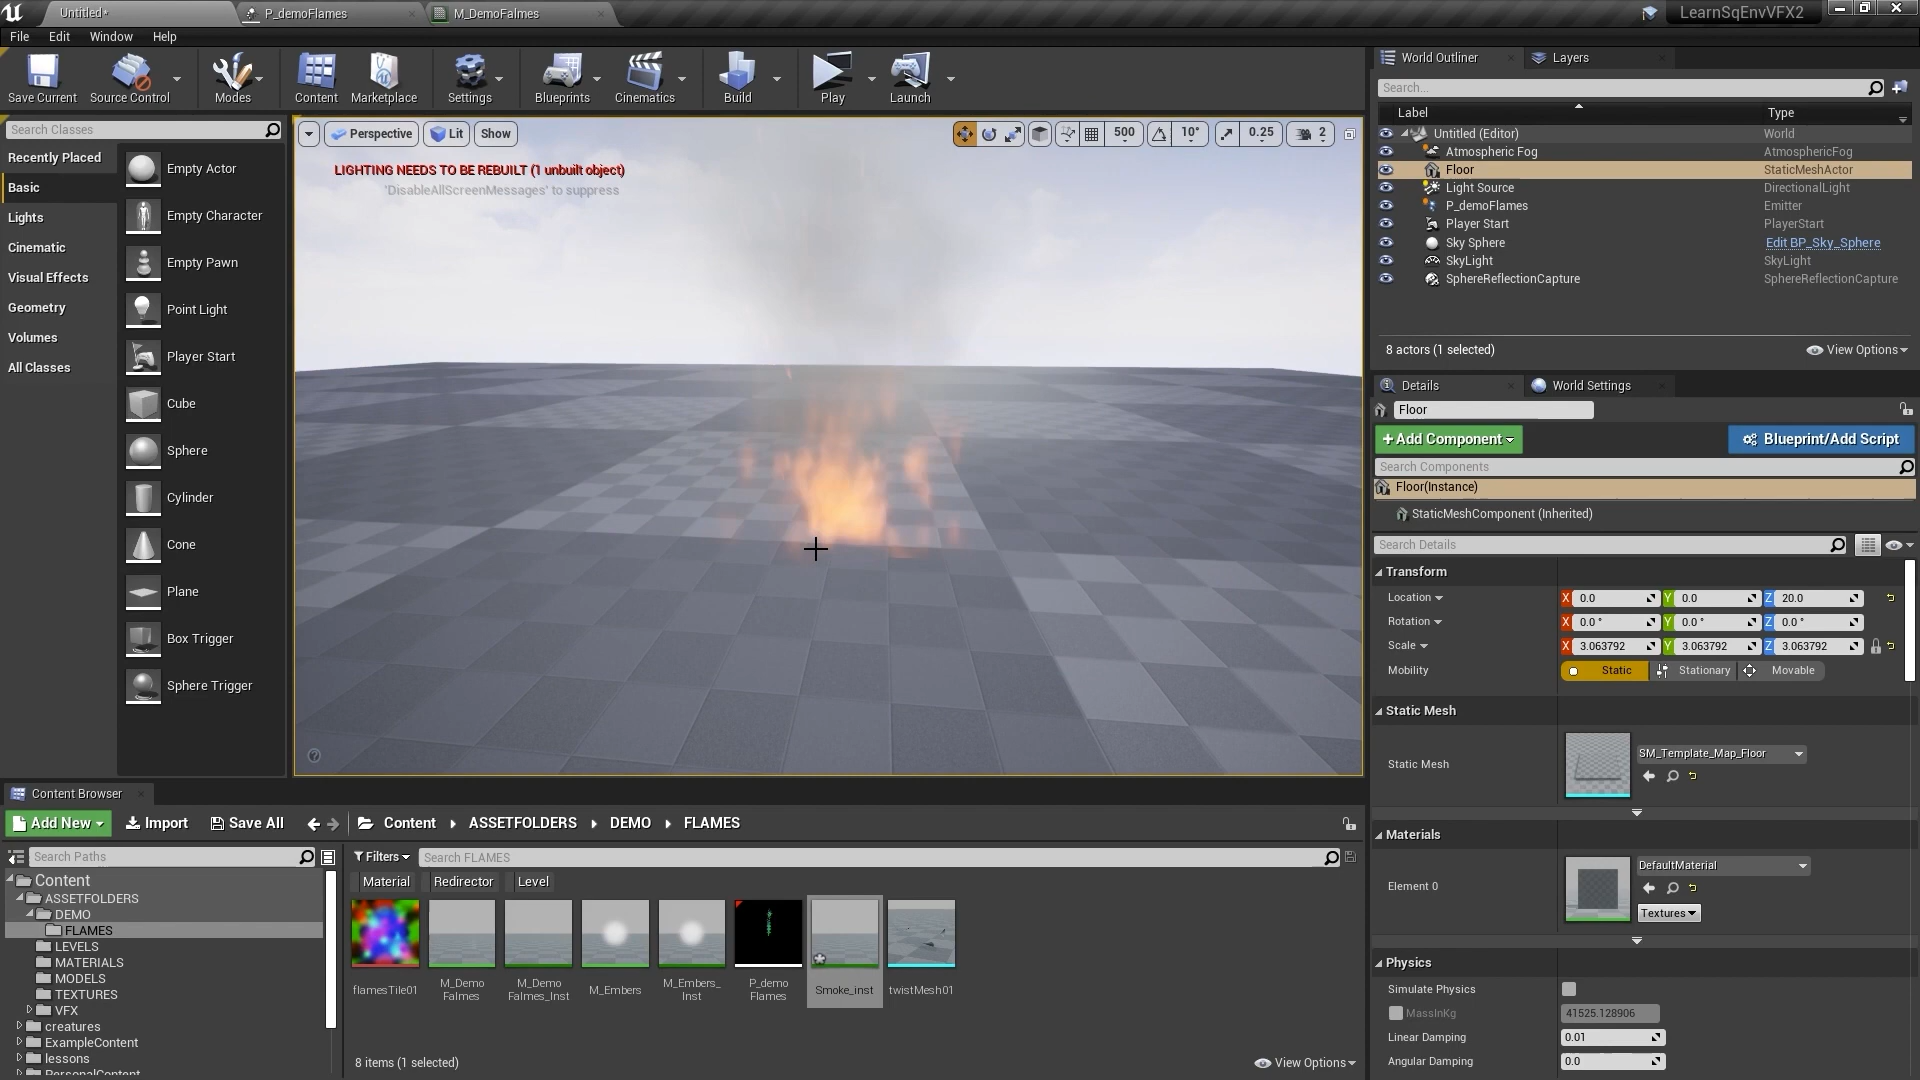 Untitled*
P_demoFlames
M_DemoFalmes
LearnSqEnvVFX2
File Edit Window Help
Save Current
Source Control
Modes
Content
Marketplace
Settings
Blueprints
Cinematics
Build
Play
Launch
Search Classes
Recently Placed
Basic
Lights
Cinematic
Visual Effects
Geometry
Volumes
All Classes
Empty Actor
Empty Character
Empty Pawn
Point Light
Player Start
Cube
Sphere
Cylinder
Cone
Plane
Box Trigger
Sphere Trigger
Perspective Lit Show
500 10° 0.25 2
LIGHTING NEEDS TO BE REBUILT (1 unbuilt object)
'DisableAllScreenMessages' to suppress
World Outliner
Layers
Search...
Label Type
Untitled (Editor) World
Atmospheric Fog AtmosphericFog
Floor StaticMeshActor
Light Source DirectionalLight
P_demoFlames Emitter
Player Start PlayerStart
Sky Sphere Edit BP_Sky_Sphere
SkyLight SkyLight
SphereReflectionCapture SphereReflectionCapture
8 actors (1 selected)
View Options
Details
World Settings
Floor
+Add Component
Blueprint/Add Script
Search Components
Floor(Instance)
StaticMeshComponent (Inherited)
Search Details
Transform
Location X 0.0 Y 0.0 Z 20.0
Rotation X 0.0 ° Y 0.0 ° Z 0.0 °
Scale X 3.063792 Y 3.063792 Z 3.063792
Mobility Static Stationary Movable
Static Mesh
Static Mesh
SM_Template_Map_Floor
Materials
Element 0
DefaultMaterial
Textures
Physics
Simulate Physics
MassInKg 41525.128906
Linear Damping 0.01
Angular Damping 0.0
Content Browser
Add New Import Save All
Content ASSETFOLDERS DEMO FLAMES
Search Paths
Content
ASSETFOLDERS
DEMO
FLAMES
LEVELS
MATERIALS
MODELS
TEXTURES
VFX
creatures
ExampleContent
lessons
PersonalContent
Filters
Search FLAMES
Material Redirector Level
flamesTile01
M_Demo
Falmes
M_Demo
Falmes_Inst
M_Embers
M_Embers_
Inst
P_demo
Flames
Smoke_inst
twistMesh01
8 items (1 selected)
View Options